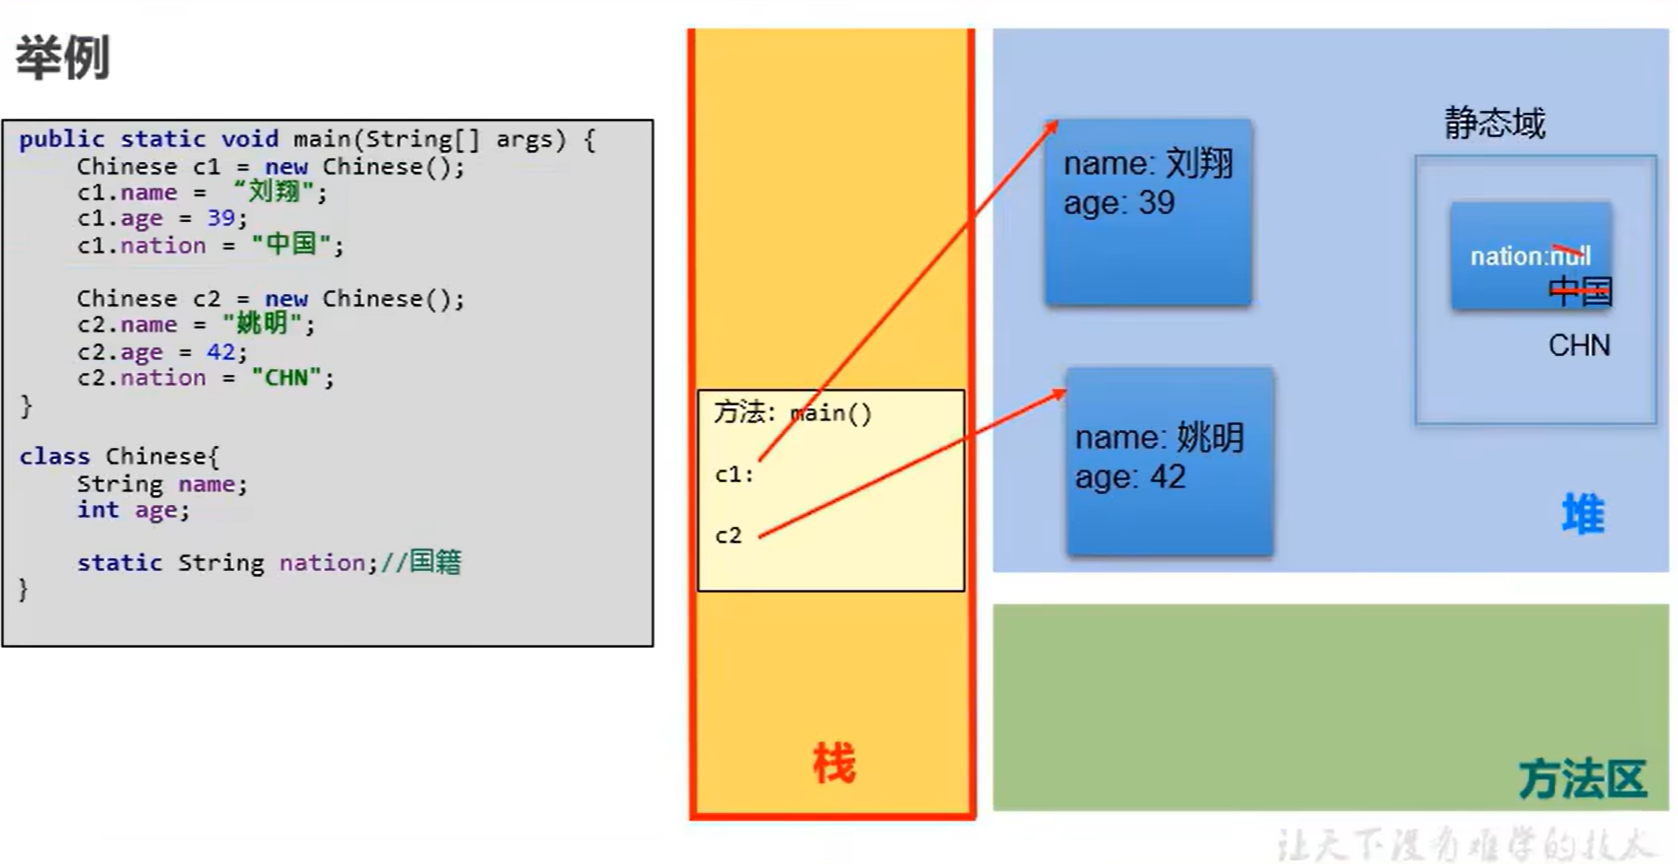 举例
public static void main(String[] args) {
Chinese c1 = new Chinese();
c1.name = “刘翔";
c1.age = 39;
c1.nation = "中国";
Chinese c2 = new Chinese();
c2.name = "姚明";
c2.age = 42;
c2.nation = "CHN";
}
class Chinese{
String name;
int age;
static String nation;//国籍
}
方法: main()
c1:
c2
栈
name: 刘翔
age: 39
name: 姚明
age: 42
静态域
nation:null
中国
CHN
堆
方法区
让天下没有难学的技术